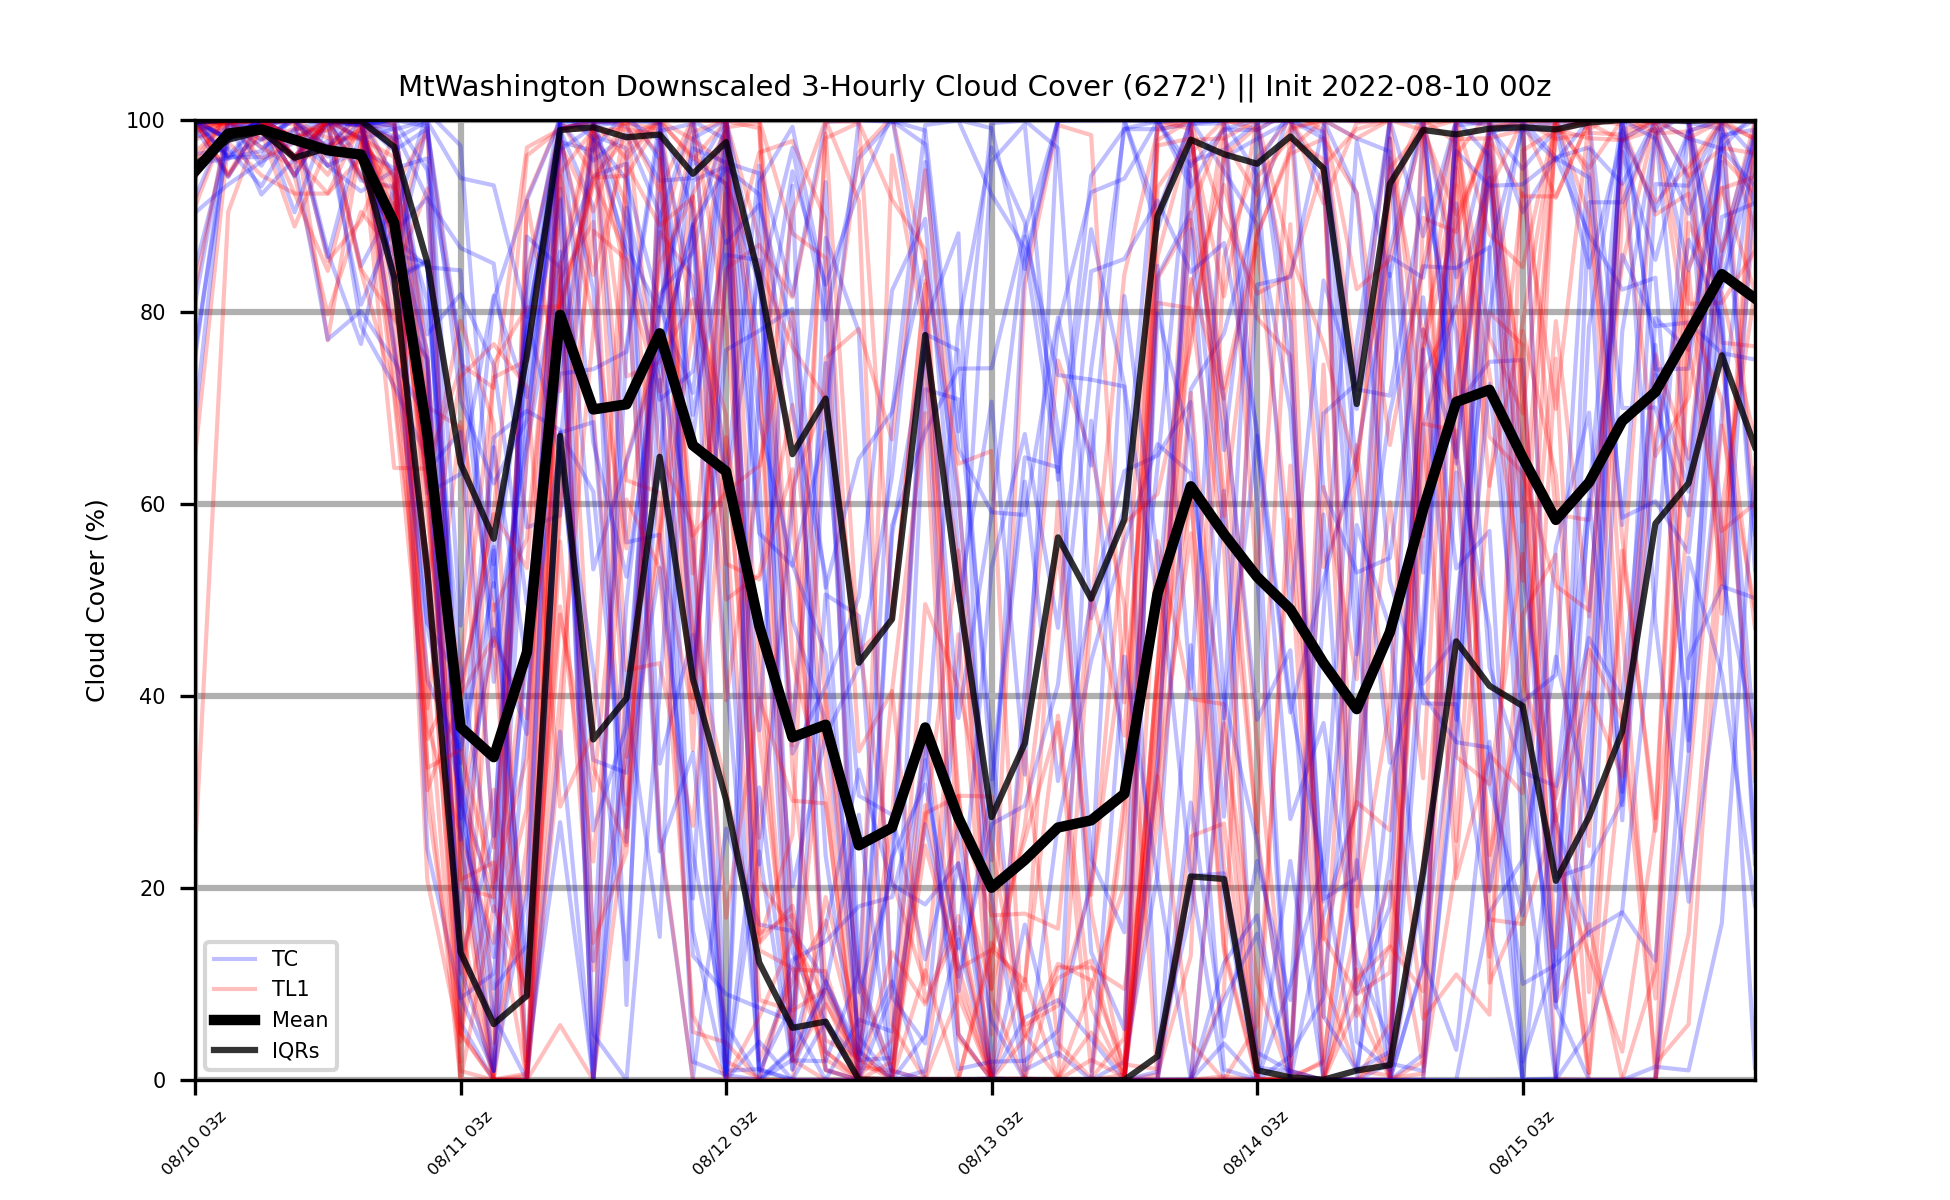 MtWashington Downscaled 3-Hourly Cloud Cover (6272') || Init 2022-08-10 00z
Cloud Cover (%)
100
80
60
40
20
0
TC
TL1
Mean
IQRs
08/10 03z
08/11 03z
08/12 03z
08/13 03z
08/14 03z
08/15 03z